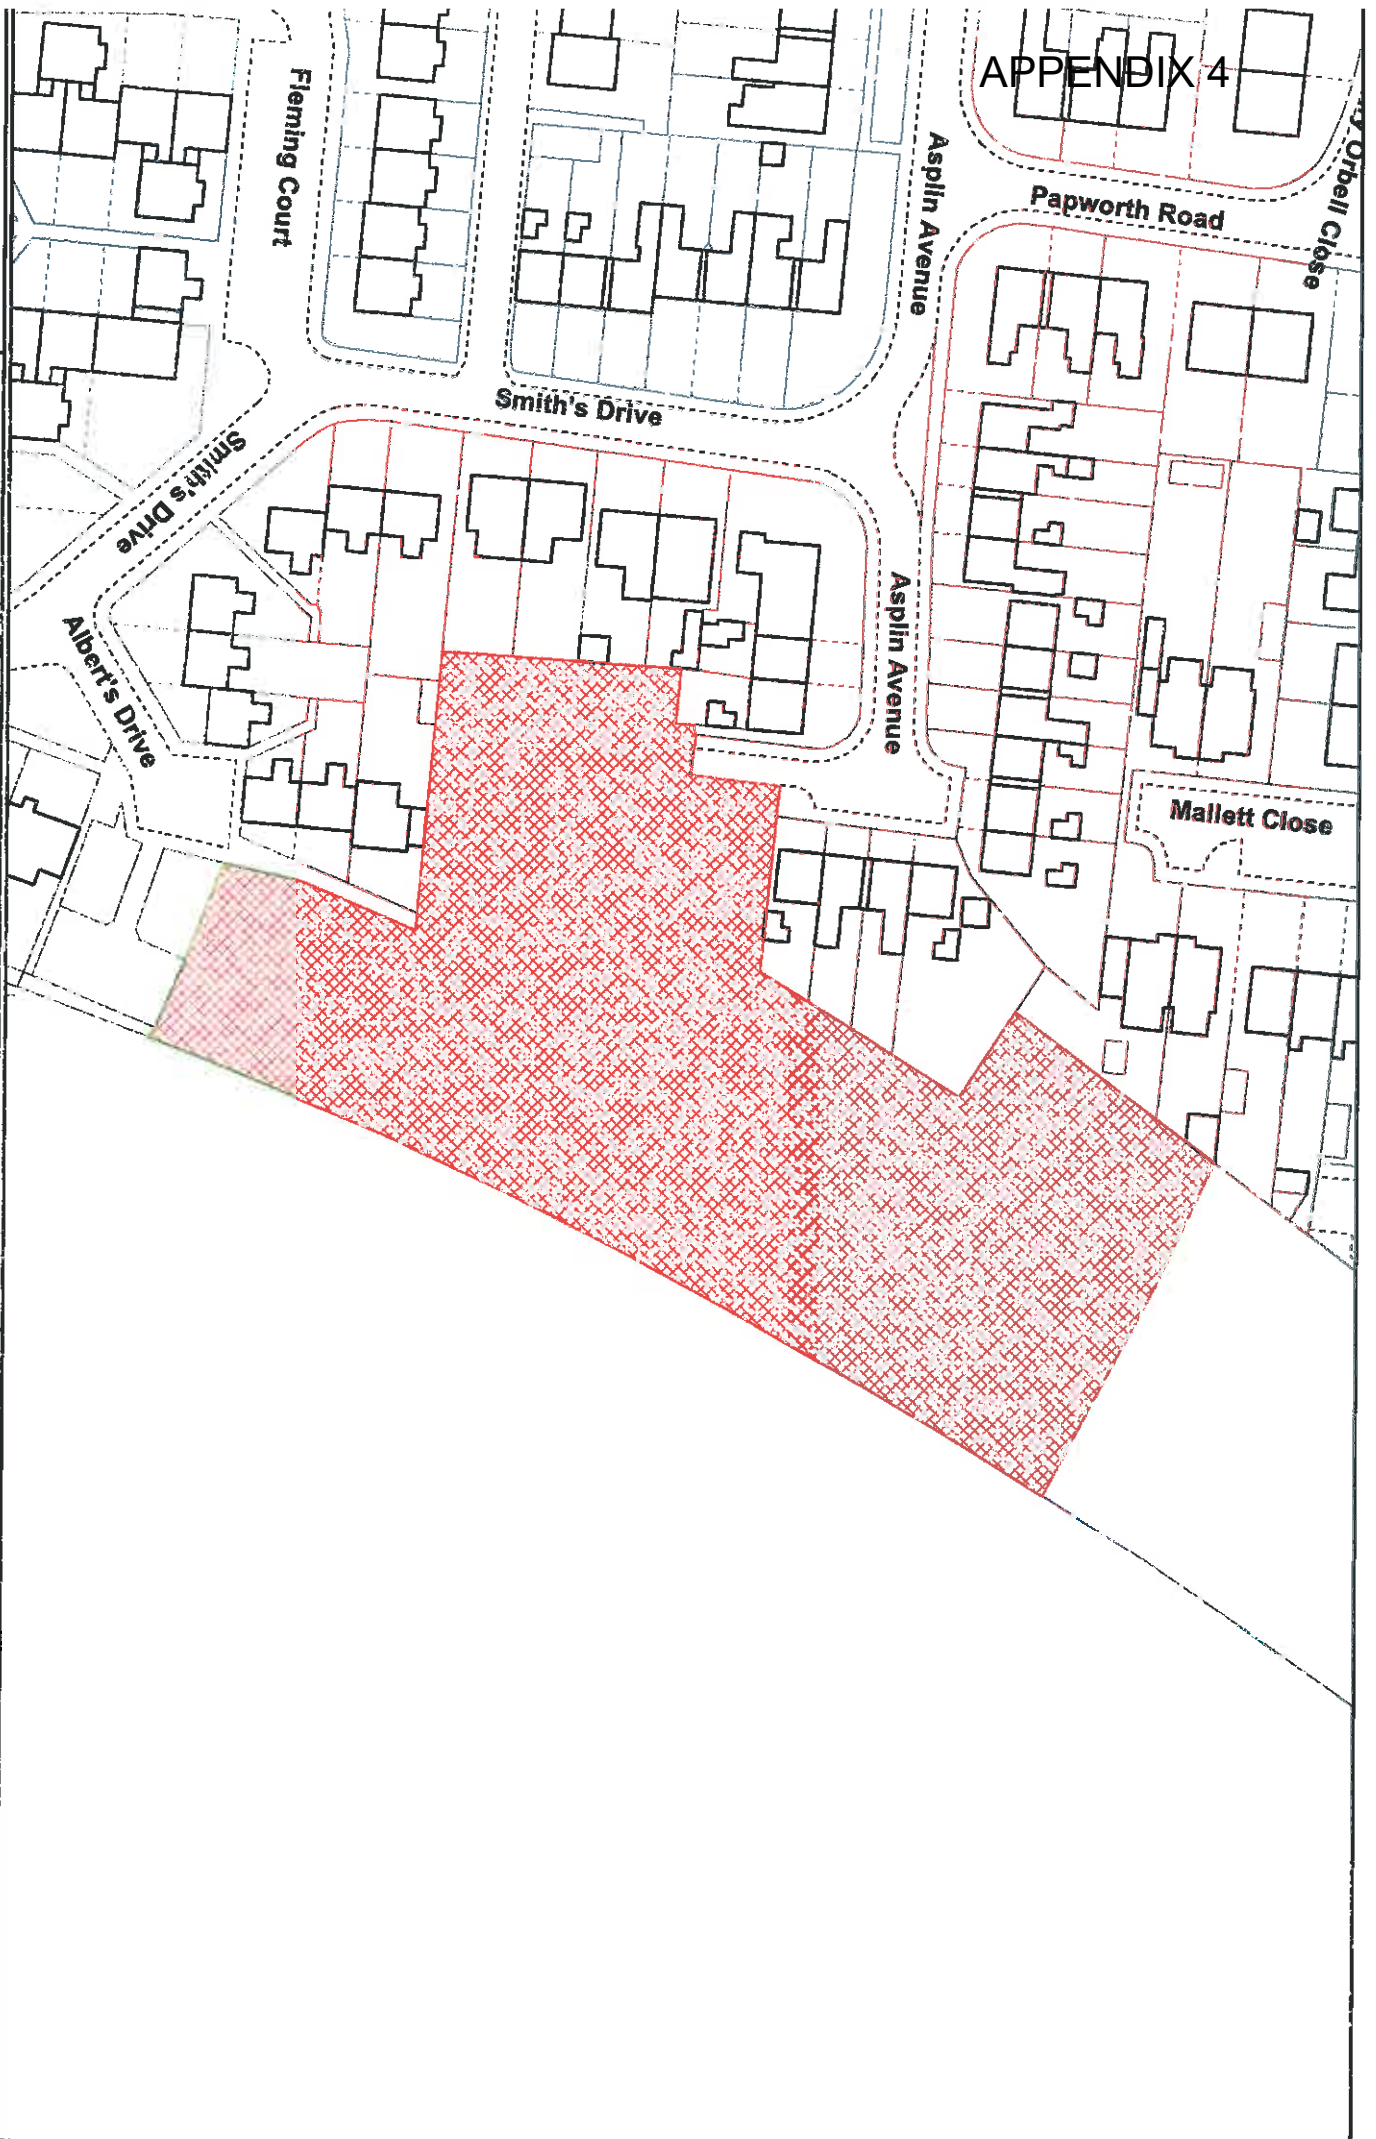 APPENDIX 4
Fleming Court
Asplin Avenue
Papworth Road
Orbell Close
Smith's Drive
Smith's Drive
Asplin Avenue
Albert's Drive
Mallett Close